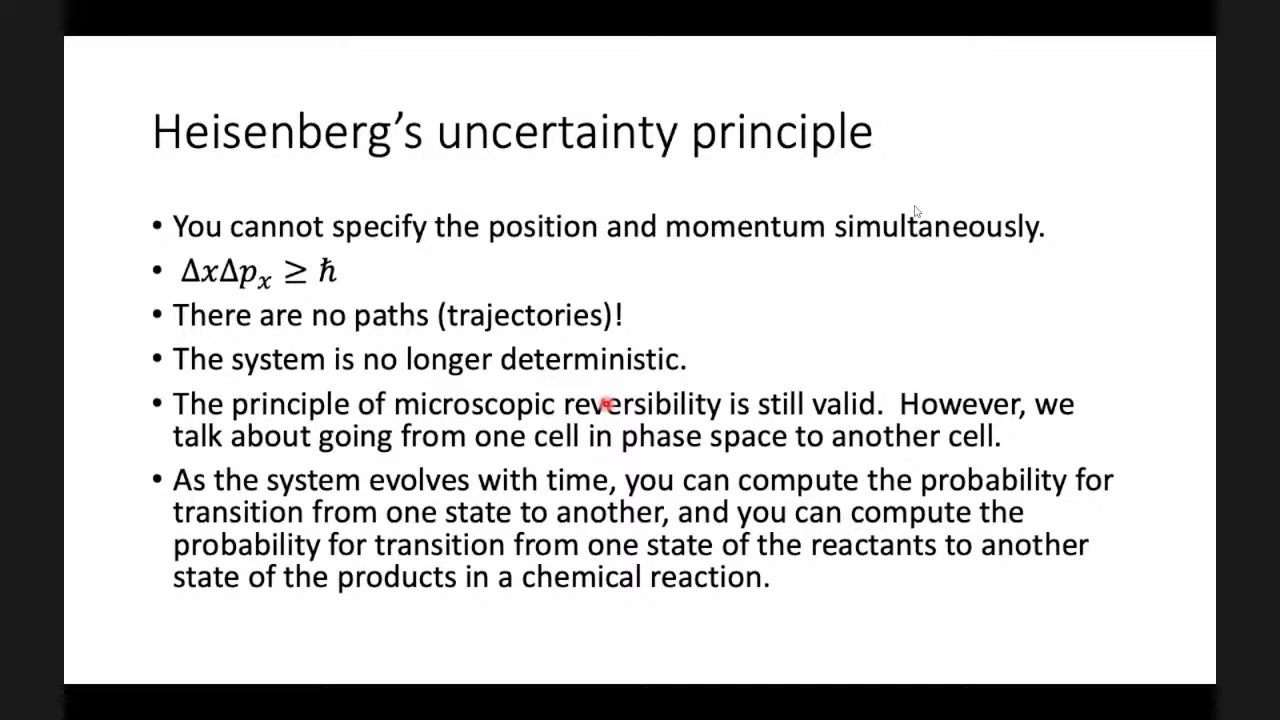 Heisenberg’s uncertainty principle
• You cannot specify the position and momentum simultaneously.
• ΔxΔpₓ ≥ ℏ
• There are no paths (trajectories)!
• The system is no longer deterministic.
• The principle of microscopic reversibility is still valid.  However, we
talk about going from one cell in phase space to another cell.
• As the system evolves with time, you can compute the probability for
transition from one state to another, and you can compute the
probability for transition from one state of the reactants to another
state of the products in a chemical reaction.